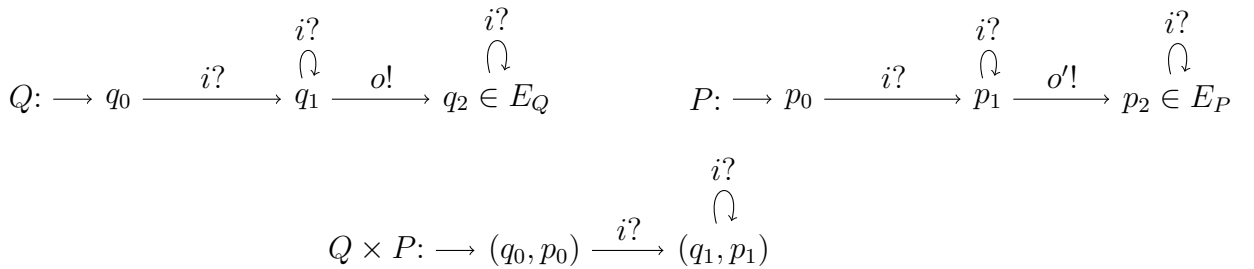 i? i? i?  i?
Q: q₀ i? q₁ o! q₂ ∈ E_Q P: p₀ i? p₁ o′! p₂ ∈ E_P
i?
Q × P: (q₀, p₀) i? (q₁, p₁)